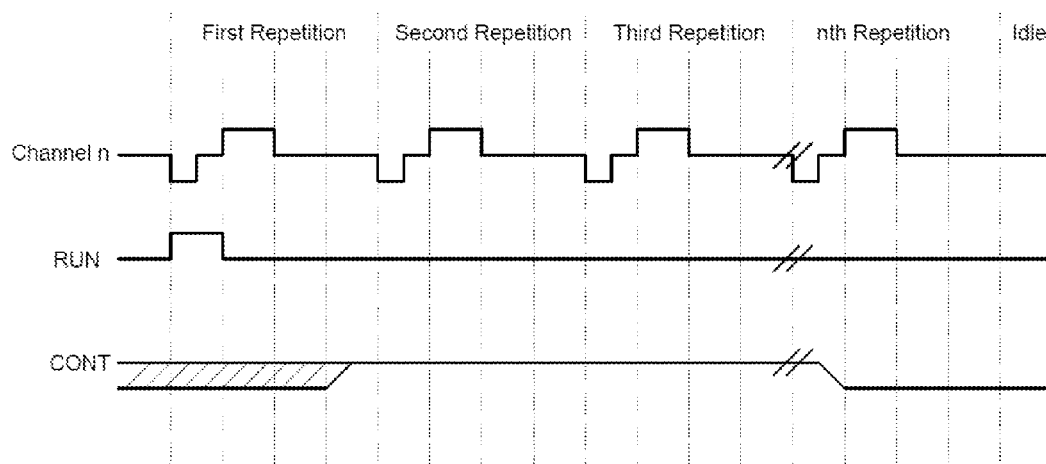 First Repetition
Second Repetition
Third Repetition
nth Repetition
Idle
Channel n
RUN
CONT